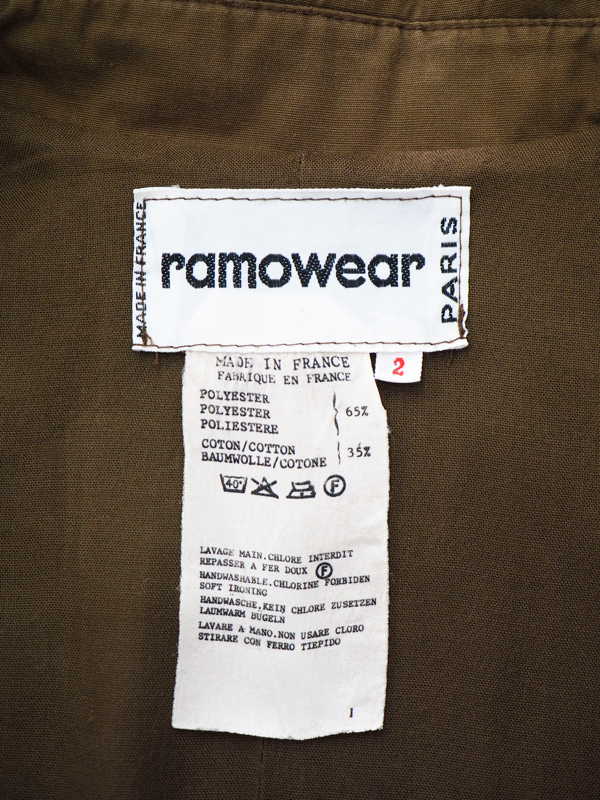 MADE IN FRANCE
ramowear
PARIS
2
MADE IN FRANCE
FABRIQUE EN FRANCE
POLYESTER
POLYESTER 65%
POLIESTERE
COTON/COTTON
BAUMWOLLE/COTONE 35%
40° F
LAVAGE MAIN.CHLORE INTERDIT
REPASSER A FER DOUX F
HANDWASHABLE.CHLORINE FORBIDEN
SOFT IRONING
HANDWÄSCHE.KEIN CHLORE ZUSETZEN
LAUMWARM BUGELN
LAVARE A MANO.NON USARE CLORO
STIRARE CON FERRO TIEPIDO
1